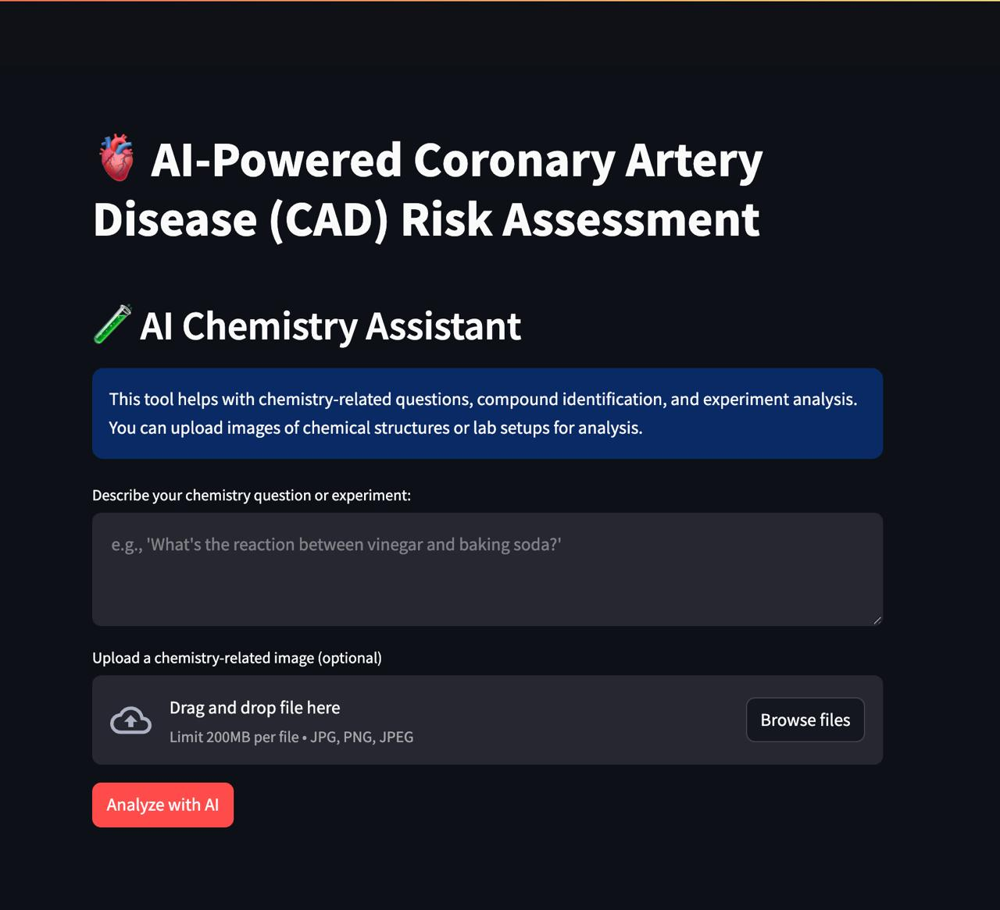 AI-Powered Coronary Artery
Disease (CAD) Risk Assessment
AI Chemistry Assistant
This tool helps with chemistry-related questions, compound identification, and experiment analysis.
You can upload images of chemical structures or lab setups for analysis.
Describe your chemistry question or experiment:
e.g., 'What's the reaction between vinegar and baking soda?'
Upload a chemistry-related image (optional)
Drag and drop file here
Limit 200MB per file • JPG, PNG, JPEG
Browse files
Analyze with AI